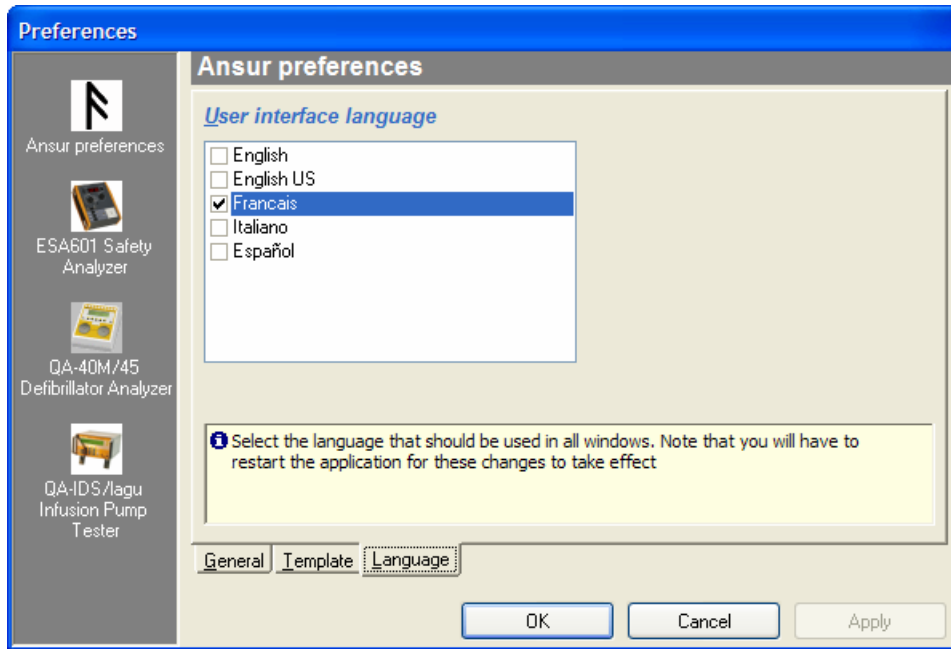 Preferences
Ansur preferences
ESA601 Safety
Analyzer
QA-40M/45
Defibrillator Analyzer
QA-IDS/Iagu
Infusion Pump
Tester
Ansur preferences
User interface language
English
English US
Francais
Italiano
Español
Select the language that should be used in all windows. Note that you will have to
restart the application for these changes to take effect
General
Template
Language
OK
Cancel
Apply